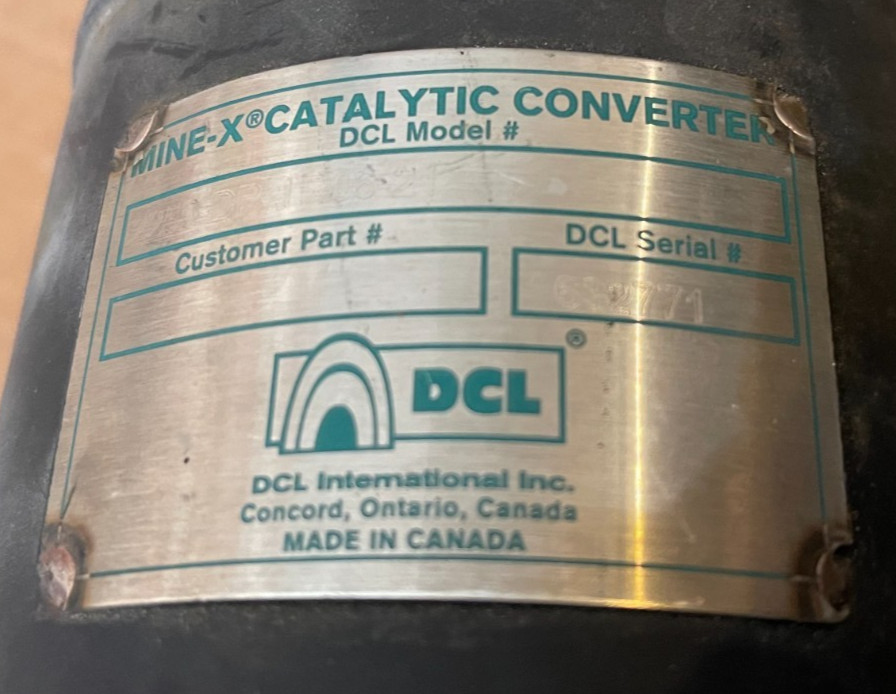 MINE-X® CATALYTIC CONVERTER
DCL Model #
Customer Part #
DCL Serial #
DCL®
DCL International Inc.
Concord, Ontario, Canada
MADE IN CANADA